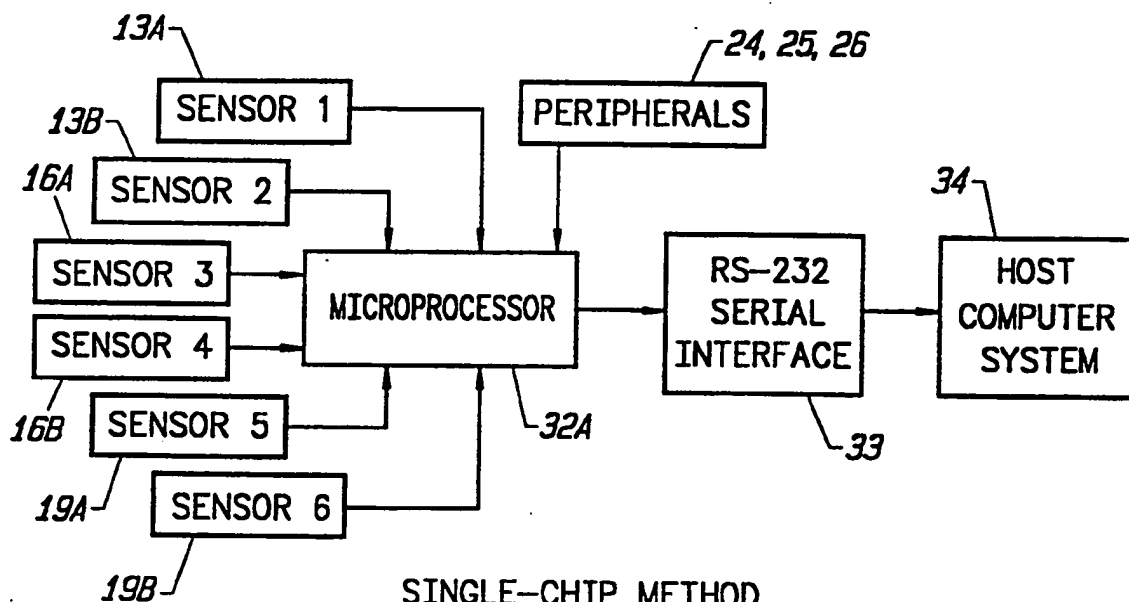 13A
24, 25, 26
SENSOR 1
PERIPHERALS
13B
SENSOR 2
16A
34
SENSOR 3
MICROPROCESSOR
RS-232
SERIAL
INTERFACE
HOST
COMPUTER
SYSTEM
SENSOR 4
16B
SENSOR 5
32A
33
19A
SENSOR 6
19B
SINGLE-CHIP METHOD